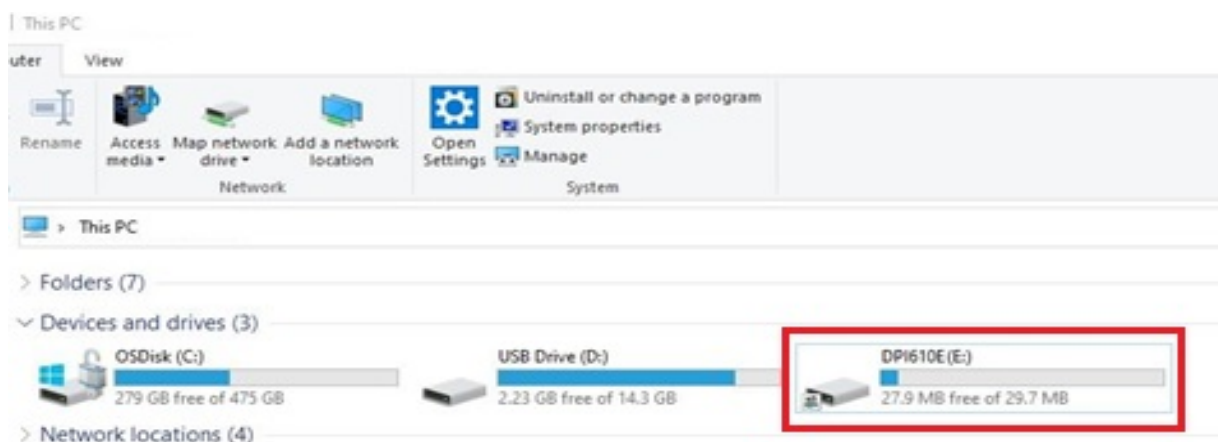 This PC
uter View
Rename
Access media
Map network drive
Add a network location
Open Settings
Uninstall or change a program
System properties
Manage
Network
System
> This PC
Folders (7)
Devices and drives (3)
OSDisk (C:)
279 GB free of 475 GB
USB Drive (D:)
2.23 GB free of 14.3 GB
DPI610E(E:)
27.9 MB free of 29.7 MB
Network locations (4)